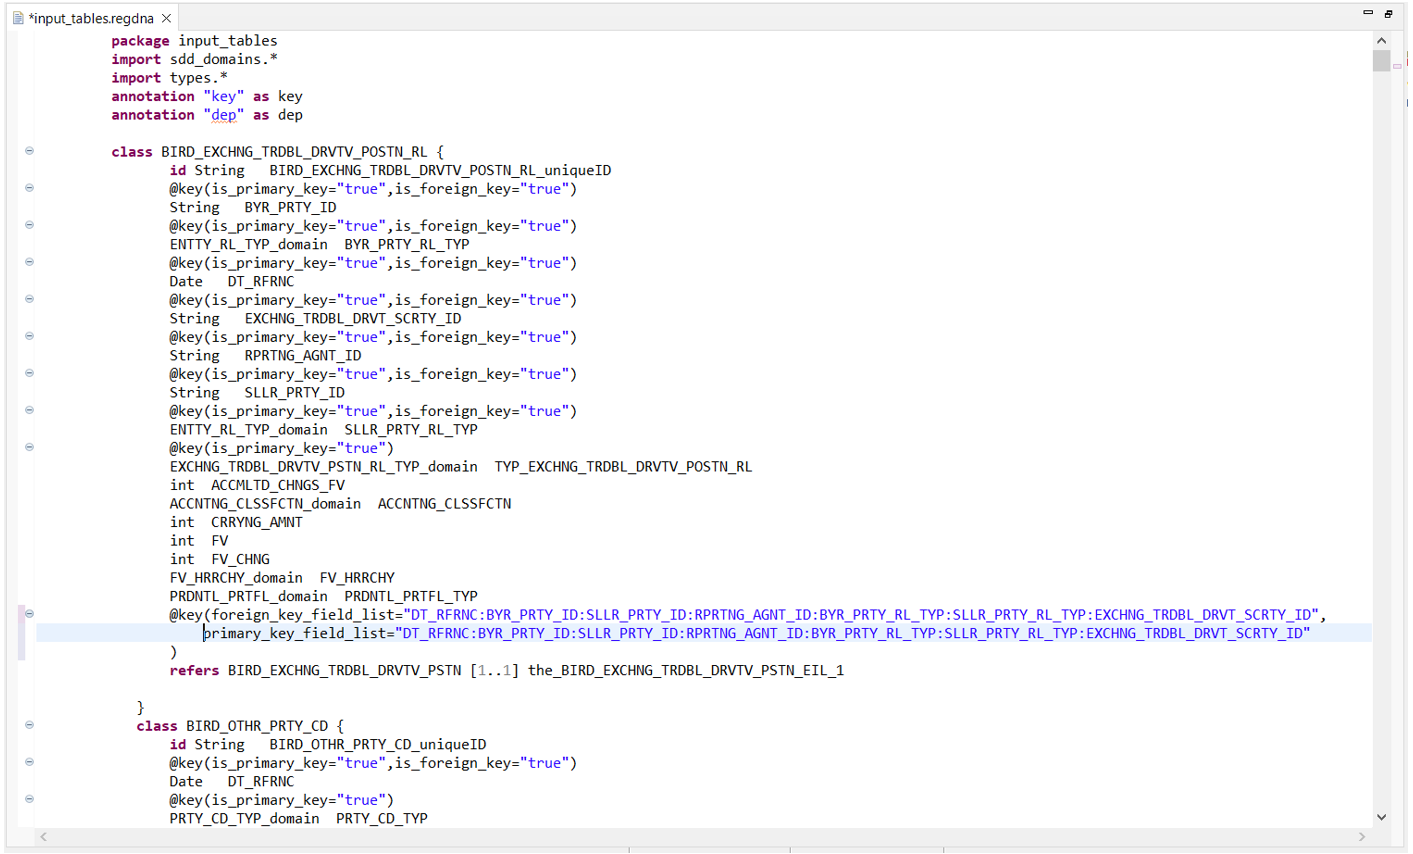 *input_tables.regdna
package input_tables
import sdd_domains.*
import types.*
annotation "key" as key
annotation "dep" as dep
class BIRD_EXCHNG_TRDBL_DRVTV_POSTN_RL {
id String   BIRD_EXCHNG_TRDBL_DRVTV_POSTN_RL_uniqueID
@key(is_primary_key="true",is_foreign_key="true")
String   BYR_PRTY_ID
@key(is_primary_key="true",is_foreign_key="true")
ENTTY_RL_TYP_domain  BYR_PRTY_RL_TYP
@key(is_primary_key="true",is_foreign_key="true")
Date   DT_RFRNC
@key(is_primary_key="true",is_foreign_key="true")
String   EXCHNG_TRDBL_DRVT_SCRTY_ID
@key(is_primary_key="true",is_foreign_key="true")
String   RPRTNG_AGNT_ID
@key(is_primary_key="true",is_foreign_key="true")
String   SLLR_PRTY_ID
@key(is_primary_key="true",is_foreign_key="true")
ENTTY_RL_TYP_domain  SLLR_PRTY_RL_TYP
@key(is_primary_key="true")
EXCHNG_TRDBL_DRVTV_PSTN_RL_TYP_domain  TYP_EXCHNG_TRDBL_DRVTV_POSTN_RL
int  ACCMLTD_CHNGS_FV
ACCNTNG_CLSSFCTN_domain  ACCNTNG_CLSSFCTN
int  CRRYNG_AMNT
int  FV
int  FV_CHNG
FV_HRRCHY_domain  FV_HRRCHY
PRDNTL_PRTFL_domain  PRDNTL_PRTFL_TYP
@key(foreign_key_field_list="DT_RFRNC:BYR_PRTY_ID:SLLR_PRTY_ID:RPRTNG_AGNT_ID:BYR_PRTY_RL_TYP:SLLR_PRTY_RL_TYP:EXCHNG_TRDBL_DRVT_SCRTY_ID",
primary_key_field_list="DT_RFRNC:BYR_PRTY_ID:SLLR_PRTY_ID:RPRTNG_AGNT_ID:BYR_PRTY_RL_TYP:SLLR_PRTY_RL_TYP:EXCHNG_TRDBL_DRVT_SCRTY_ID"
)
refers BIRD_EXCHNG_TRDBL_DRVTV_PSTN [1..1] the_BIRD_EXCHNG_TRDBL_DRVTV_PSTN_EIL_1
}
class BIRD_OTHR_PRTY_CD {
id String   BIRD_OTHR_PRTY_CD_uniqueID
@key(is_primary_key="true",is_foreign_key="true")
Date   DT_RFRNC
@key(is_primary_key="true")
PRTY_CD_TYP_domain  PRTY_CD_TYP